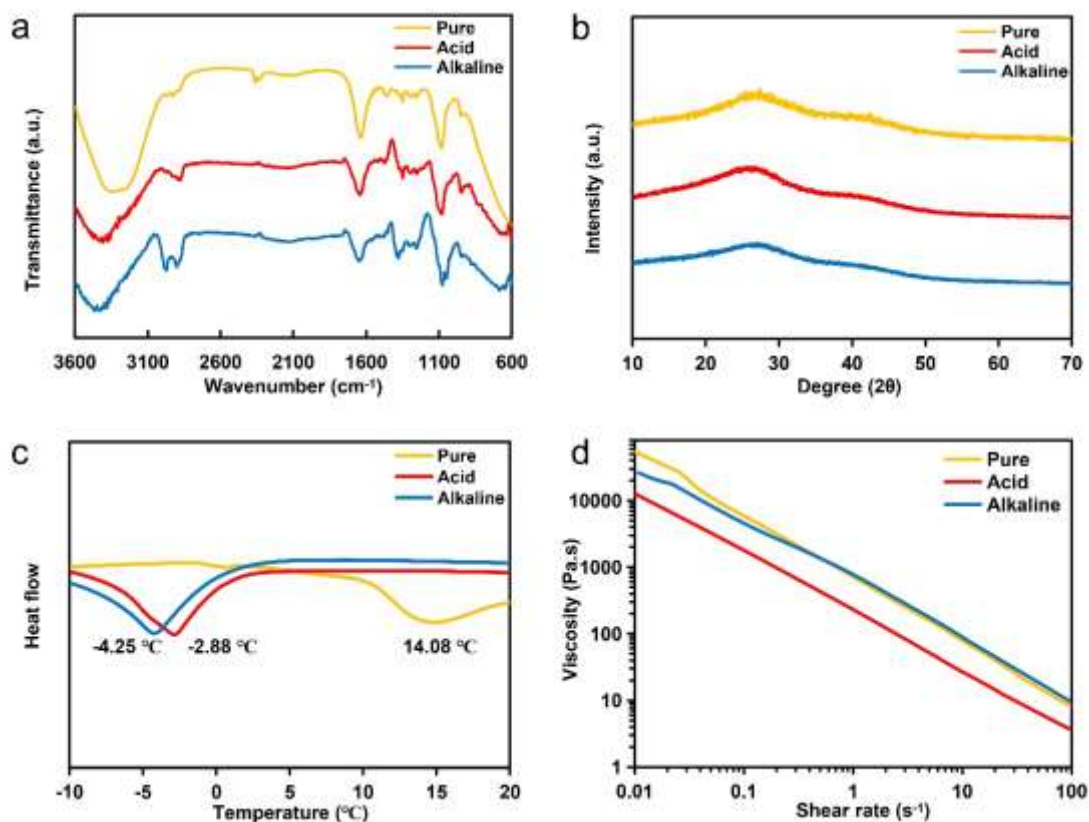 a
Pure
Acid
Alkaline
Transmittance (a.u.)
3600 3100 2600 2100 1600 1100 600
Wavenumber (cm⁻¹)
b
Pure
Acid
Alkaline
Intensity (a.u.)
10 20 30 40 50 60 70
Degree (2θ)
c
Pure
Acid
Alkaline
Heat flow
-4.25 ℃ -2.88 ℃ 14.08 ℃
-10 -5 0 5 10 15 20
Temperature (℃)
d
Pure
Acid
Alkaline
Viscosity (Pa.s)
10000
1000
100
10
1
0.01 0.1 1 10 100
Shear rate (s⁻¹)